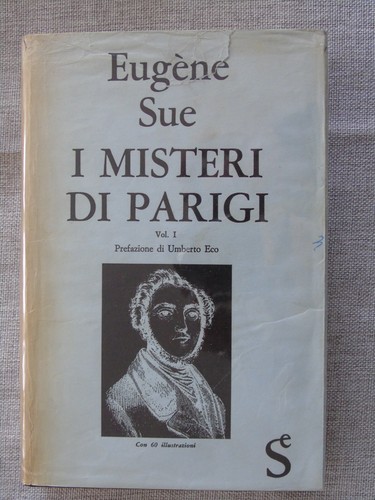 Eugène
Sue
I MISTERI
DI PARIGI
Vol. I
Prefazione di Umberto Eco
Con 60 illustrazioni
Se